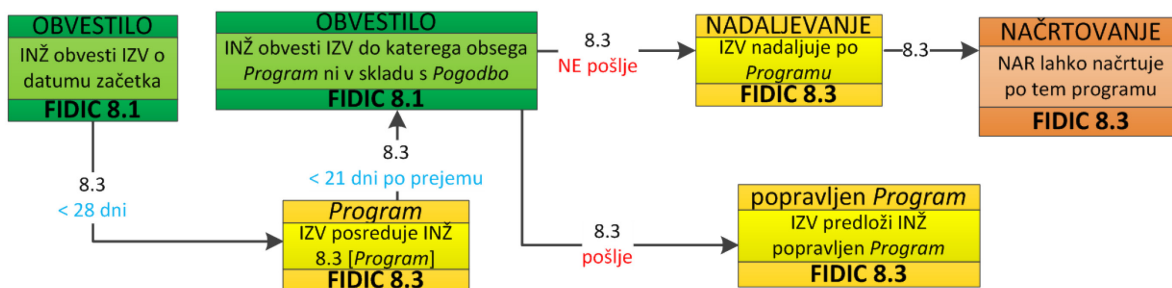 OBVESTILO
INŽ obvesti IZV o
datumu začetka
FIDIC 8.1
8.3
< 28 dni
Program
IZV posreduje INŽ
8.3 [Program]
FIDIC 8.3
8.3
< 21 dni po prejemu
OBVESTILO
INŽ obvesti IZV do katerega obsega
Program ni v skladu s Pogodbo
FIDIC 8.1
8.3
NE pošlje
NADALJEVANJE
IZV nadaljuje po
Programu
FIDIC 8.3
8.3
NAČRTOVANJE
NAR lahko načrtuje
po tem programu
FIDIC 8.3
8.3
pošlje
popravljen Program
IZV predloži INŽ
popravljen Program
FIDIC 8.3